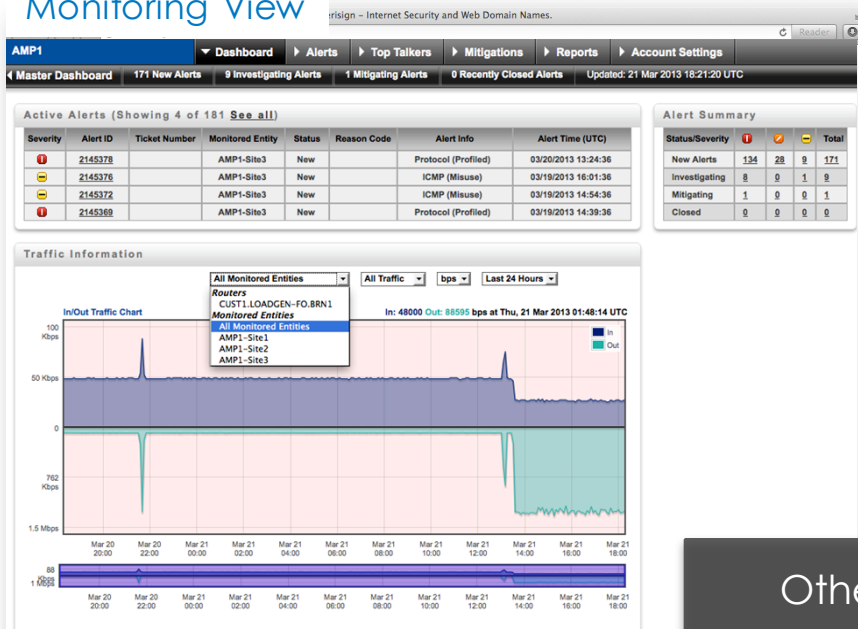 Monitoring View
erisign – Internet Security and Web Domain Names.
Reader
AMP1
Dashboard
Alerts
Top Talkers
Mitigations
Reports
Account Settings
Master Dashboard
171 New Alerts
9 Investigating Alerts
1 Mitigating Alerts
0 Recently Closed Alerts
Updated: 21 Mar 2013 18:21:20 UTC
Active Alerts (Showing 4 of 181 See all)
Severity Alert ID Ticket Number Monitored Entity Status Reason Code Alert Info Alert Time (UTC)
2145378 AMP1-Site3 New Protocol (Profiled) 03/20/2013 13:24:36
2145376 AMP1-Site3 New ICMP (Misuse) 03/19/2013 16:01:36
2145372 AMP1-Site3 New ICMP (Misuse) 03/19/2013 14:54:36
2145369 AMP1-Site3 New Protocol (Profiled) 03/19/2013 14:39:36
Alert Summary
Status/Severity Total
New Alerts 134 28 9 171
Investigating 8 0 1 9
Mitigating 1 0 0 1
Closed 0 0 0 0
Traffic Information
All Monitored Entities
All Traffic
bps
Last 24 Hours
Routers
CUST1.LOADGEN-FO.BRN1
Monitored Entities
All Monitored Entities
AMP1-Site1
AMP1-Site2
AMP1-Site3
In/Out Traffic Chart
In: 48000 Out: 88595 bps at Thu, 21 Mar 2013 01:48:14 UTC
In
Out
100 Kbps
50 Kbps
0
762 Kbps
1.5 Mbps
Mar 20 20:00
Mar 20 22:00
Mar 21 00:00
Mar 21 02:00
Mar 21 04:00
Mar 21 06:00
Mar 21 08:00
Mar 21 10:00
Mar 21 12:00
Mar 21 14:00
Mar 21 16:00
Mar 21 18:00
88 Kbps
1 Mbps
Mar 20 20:00
Mar 20 22:00
Mar 21 00:00
Mar 21 02:00
Mar 21 04:00
Mar 21 06:00
Mar 21 08:00
Mar 21 10:00
Mar 21 12:00
Mar 21 14:00
Mar 21 16:00
Mar 21 18:00
Othe